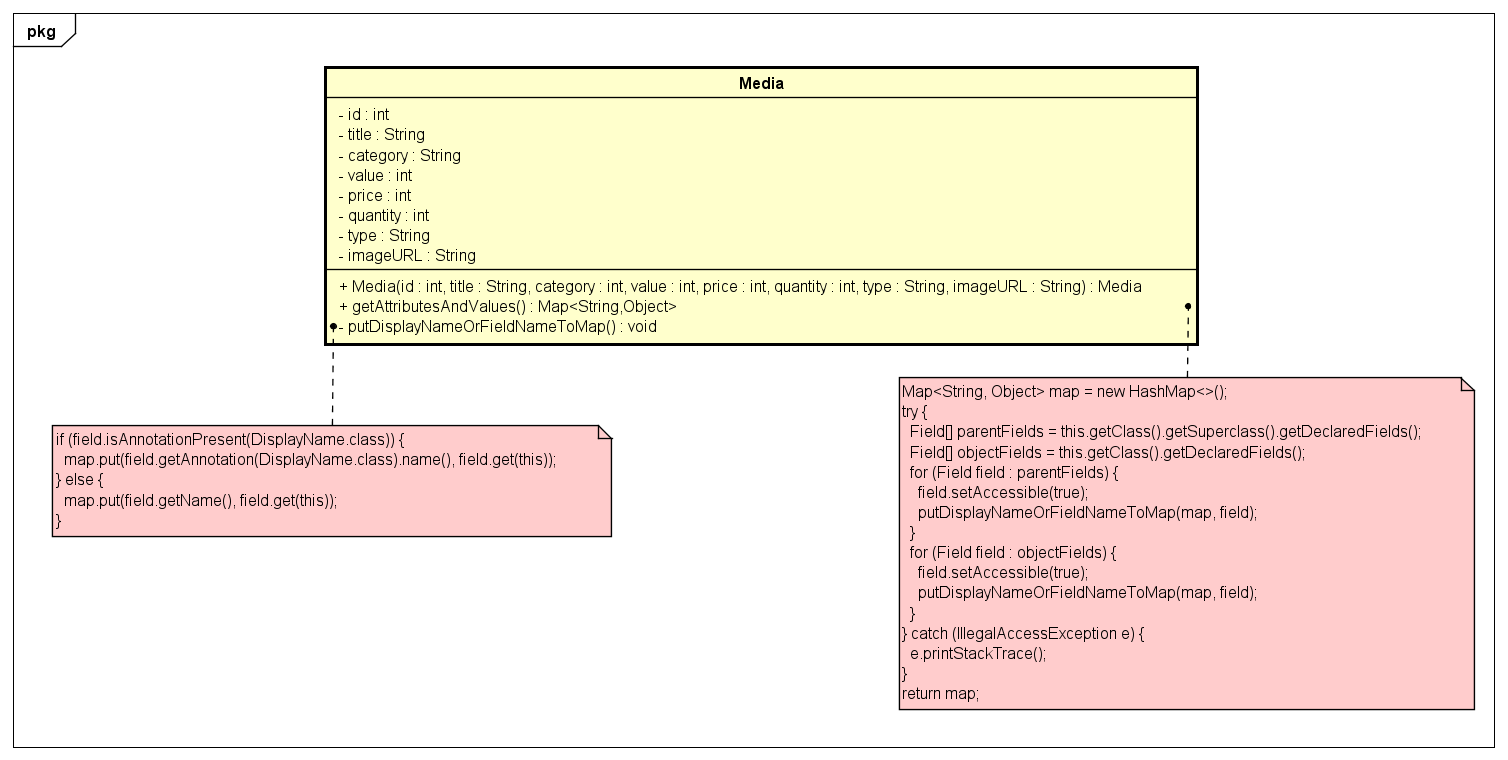 pkg
Media
- id : int
- title : String
- category : String
- value : int
- price : int
- quantity : int
- type : String
- imageURL : String
+ Media(id : int, title : String, category : int, value : int, price : int, quantity : int, type : String, imageURL : String) : Media
+ getAttributesAndValues() : Map<String,Object>
- putDisplayNameOrFieldNameToMap() : void
if (field.isAnnotationPresent(DisplayName.class)) {
  map.put(field.getAnnotation(DisplayName.class).name(), field.get(this));
} else {
  map.put(field.getName(), field.get(this));
}
Map<String, Object> map = new HashMap<>();
try {
  Field[] parentFields = this.getClass().getSuperclass().getDeclaredFields();
  Field[] objectFields = this.getClass().getDeclaredFields();
  for (Field field : parentFields) {
    field.setAccessible(true);
    putDisplayNameOrFieldNameToMap(map, field);
  }
  for (Field field : objectFields) {
    field.setAccessible(true);
    putDisplayNameOrFieldNameToMap(map, field);
  }
} catch (IllegalAccessException e) {
  e.printStackTrace();
}
return map;